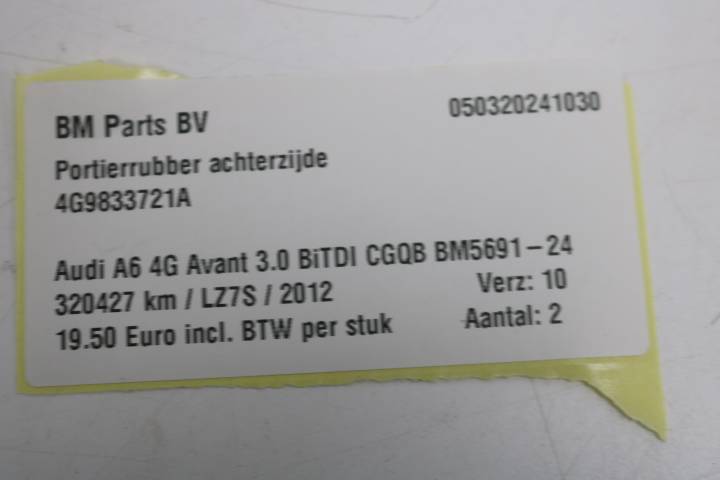 BM Parts BV
050320241030
Portierrubber achterzijde
4G9833721A
Audi A6 4G Avant 3.0 BiTDI CGQB BM5691-24
320427 km / LZ7S / 2012 Verz: 10
19.50 Euro incl. BTW per stuk Aantal: 2